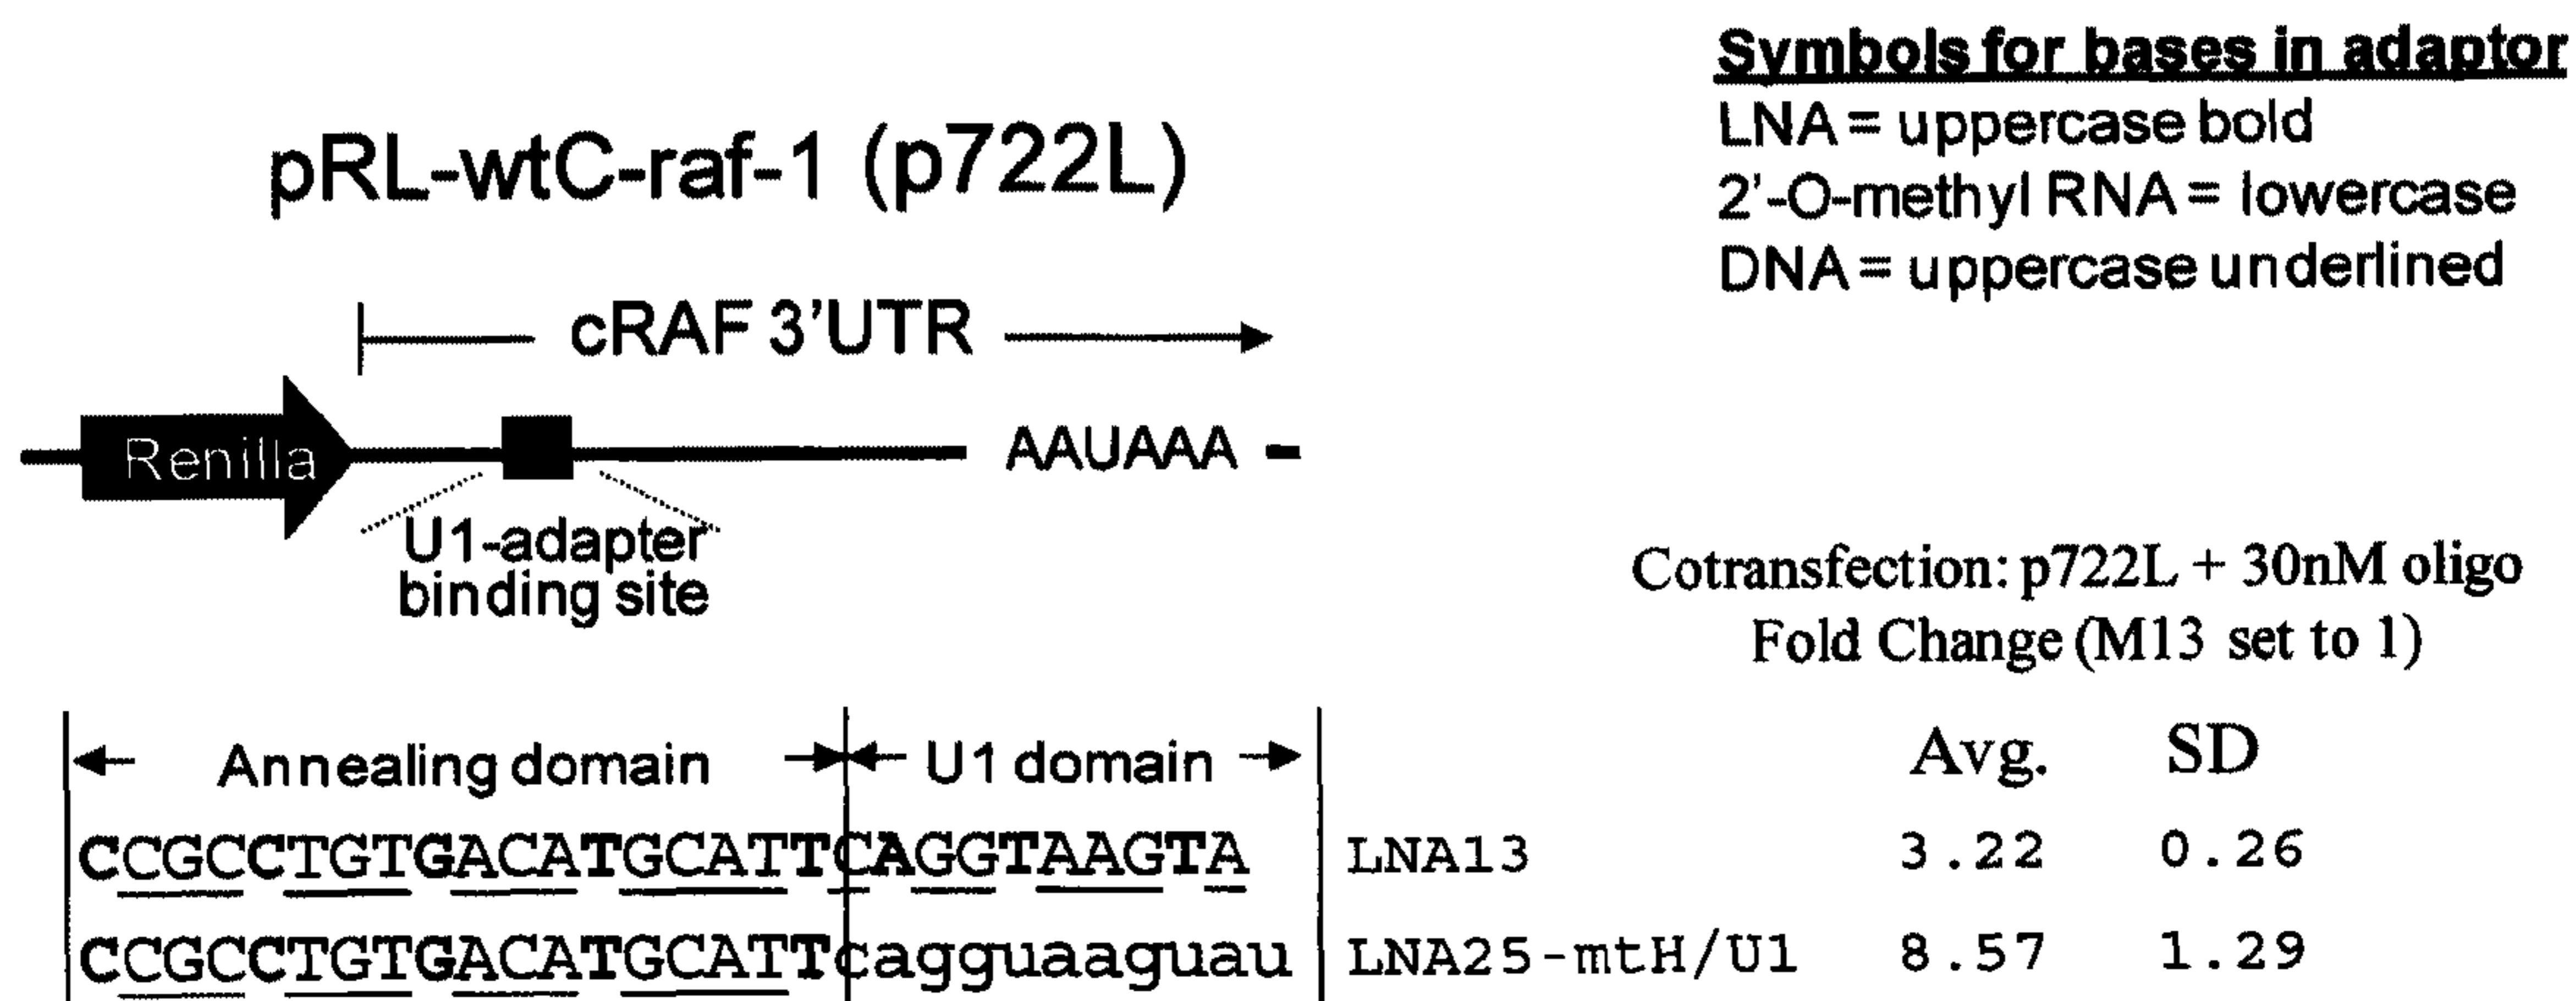 Symbols for bases in adaptor
LNA = uppercase bold
2'-O-methyl RNA = lowercase
DNA = uppercase underlined
pRL-wtC-raf-1 (p722L)
cRAF 3'UTR
Renilla
AAUAAA
U1-adapter
binding site
Cotransfection: p722L + 30nM oligo
Fold Change (M13 set to 1)
Annealing domain U1 domain Avg. SD
CCGCCTGTGACATGCATTCAGGTAAGTA LNA13 3.22 0.26
CCGCCTGTGACATGCATTcagguaaguau LNA25-mtH/U1 8.57 1.29